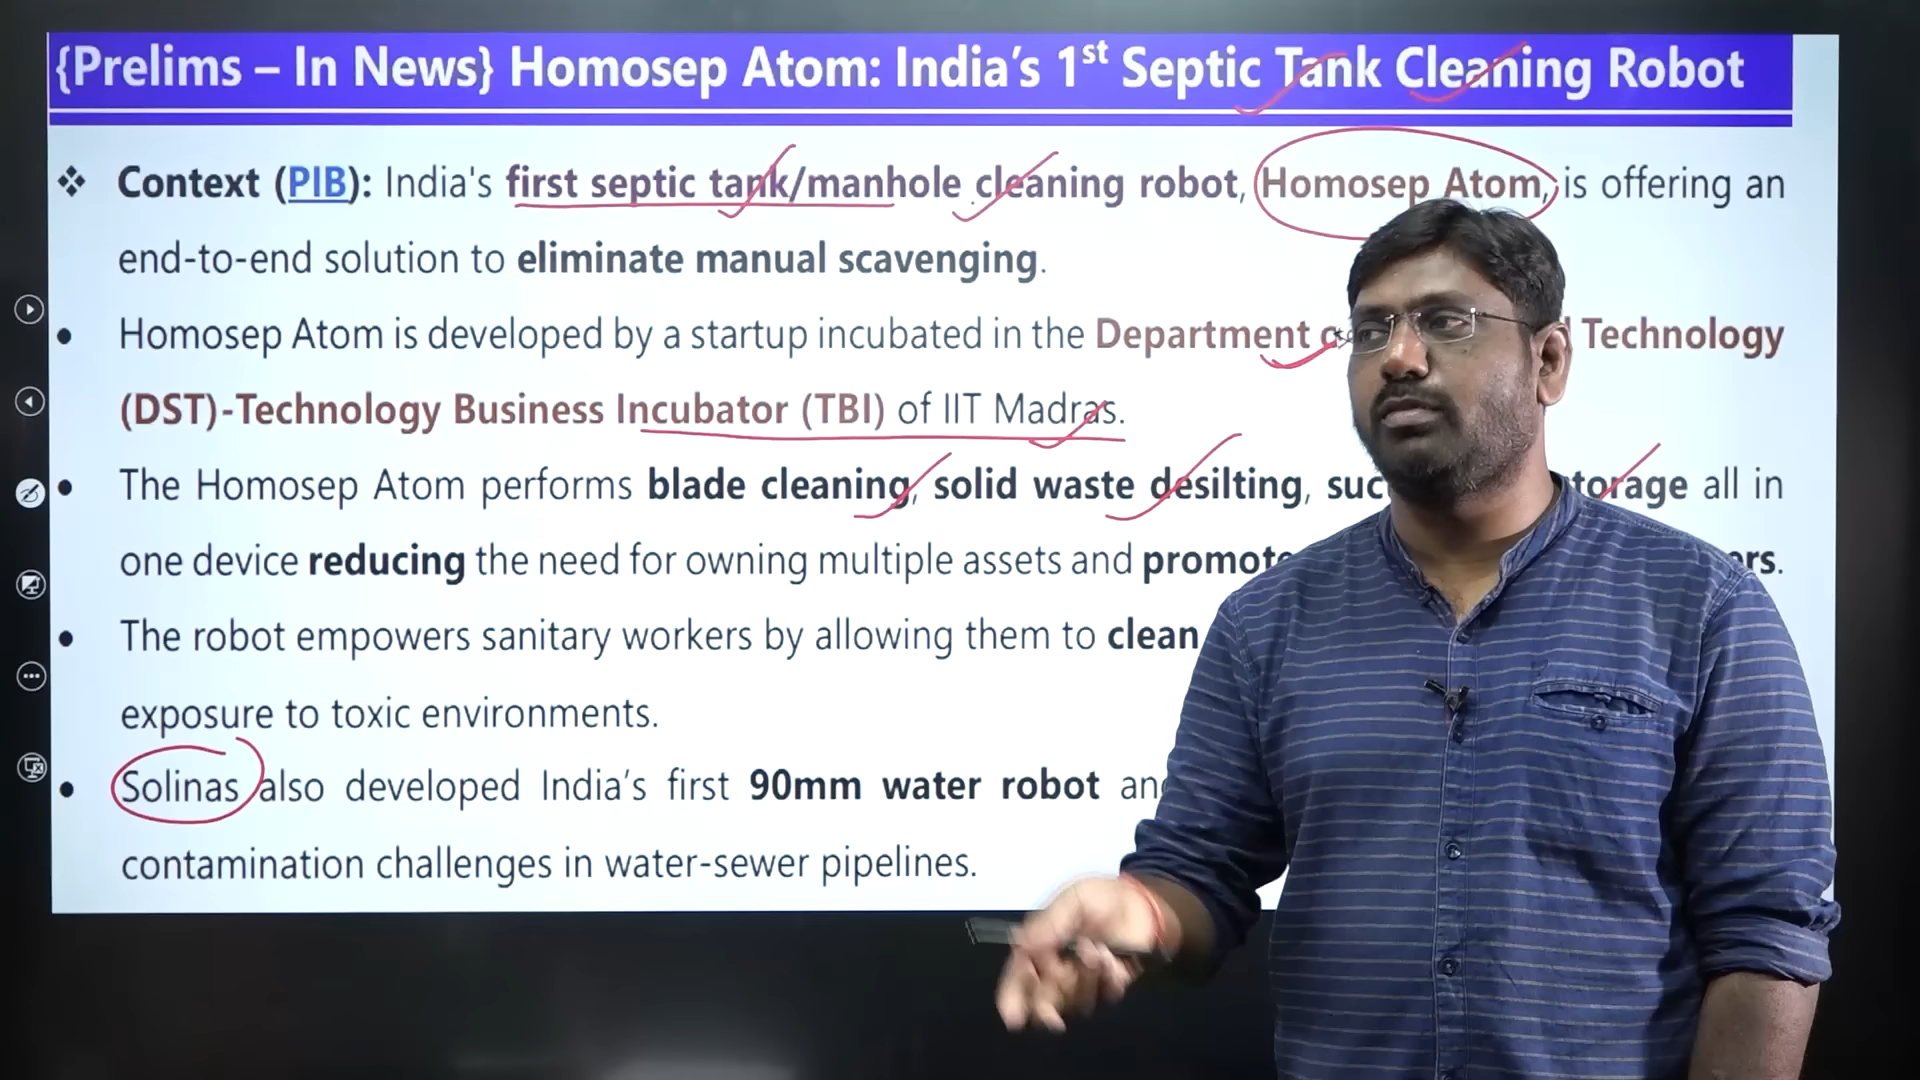 {Prelims – In News} Homosep Atom: India's 1st Septic Tank Cleaning Robot
❖ Context (PIB): India's first septic tank/manhole cleaning robot, Homosep Atom, is offering an
end-to-end solution to eliminate manual scavenging.
• Homosep Atom is developed by a startup incubated in the Department Technology
(DST)-Technology Business Incubator (TBI) of IIT Madras.
• The Homosep Atom performs blade cleaning, solid waste desilting, all in
one device reducing the need for owning multiple assets and
• The robot empowers sanitary workers by allowing them to clean
exposure to toxic environments.
• Solinas also developed India's first 90mm water robot
contamination challenges in water-sewer pipelines.